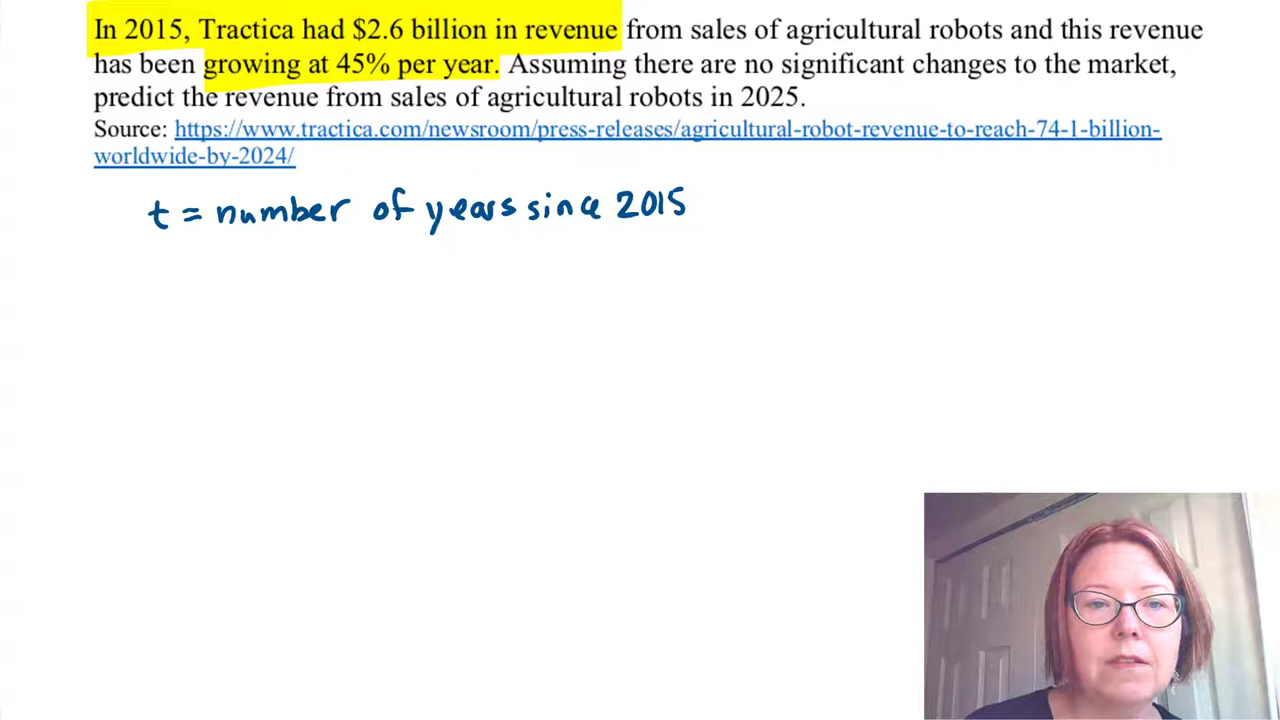 In 2015, Tractica had $2.6 billion in revenue from sales of agricultural robots and this revenue
has been growing at 45% per year. Assuming there are no significant changes to the market,
predict the revenue from sales of agricultural robots in 2025.
Source: https://www.tractica.com/newsroom/press-releases/agricultural-robot-revenue-to-reach-74-1-billion-
worldwide-by-2024/
t = number of years since 2015